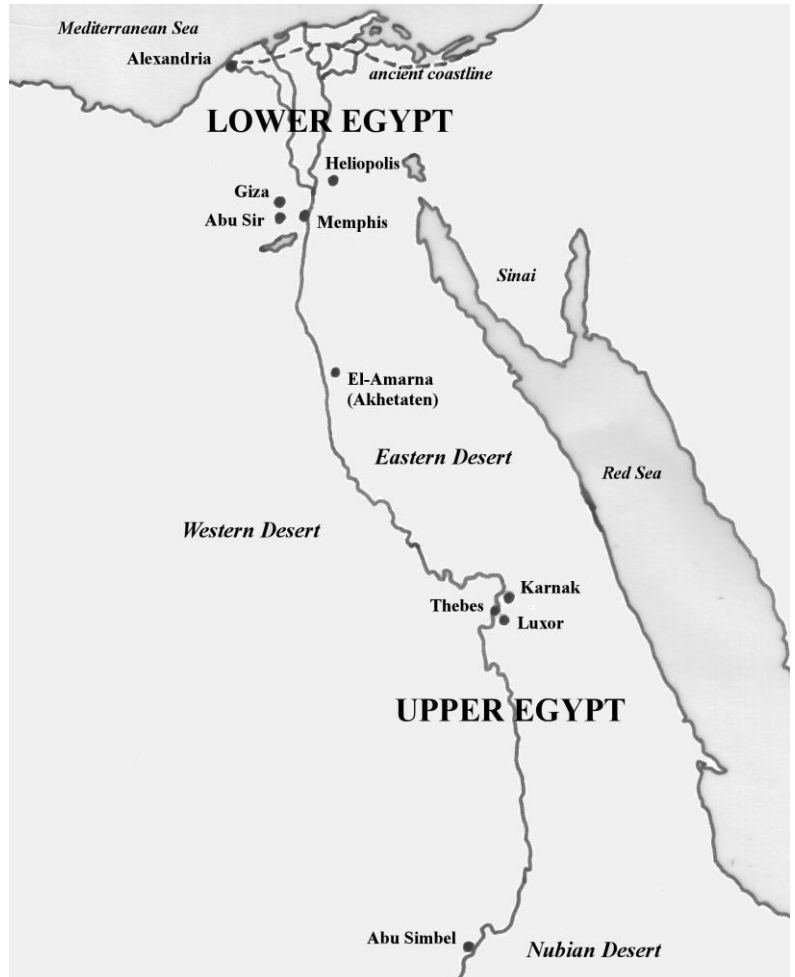 Mediterranean Sea
Alexandria
ancient coastline
LOWER EGYPT
Heliopolis
Giza
Abu Sir
Memphis
Sinai
El-Amarna
(Akhetaten)
Eastern Desert
Red Sea
Western Desert
Karnak
Thebes
Luxor
UPPER EGYPT
Abu Simbel
Nubian Desert